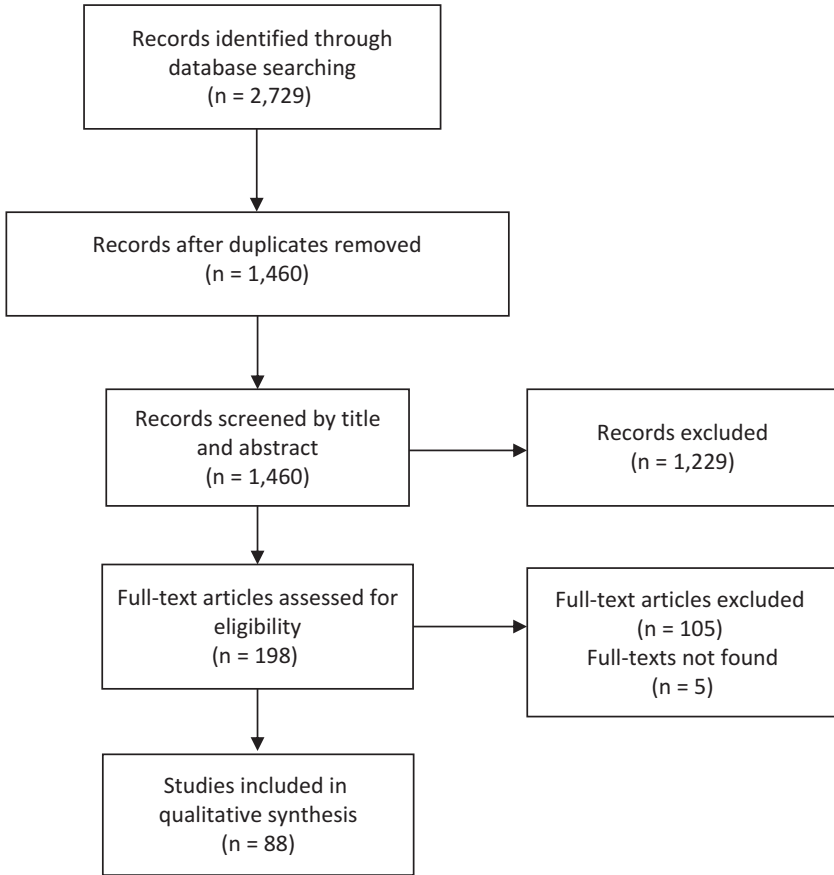 Records identified through
database searching
(n = 2,729)
Records after duplicates removed
(n = 1,460)
Records screened by title
and abstract
(n = 1,460)
Records excluded
(n = 1,229)
Full-text articles assessed for
eligibility
(n = 198)
Full-text articles excluded
(n = 105)
Full-texts not found
(n = 5)
Studies included in
qualitative synthesis
(n = 88)